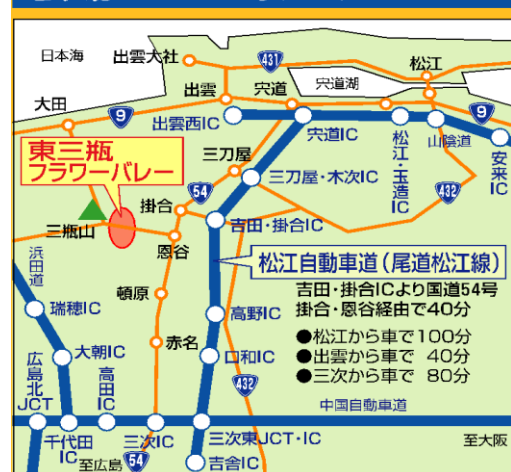 日本海
出雲大社
431
松江
出雲
宍道
宍道湖
大田
9
出雲西IC
宍道IC
松江・玉造IC
山陰道
9
安来IC
東三瓶
フラワーバレー
三刀屋
54
三刀屋・木次IC
432
掛合
吉田・掛合IC
三瓶山
恩谷
浜田道
松江自動車道(尾道松江線)
吉田・掛合ICより国道54号
掛合・恩谷経由で40分
●松江から車で100分
●出雲から車で 40分
●三次から車で 80分
頓原
瑞穂IC
高野IC
赤名
大朝IC
口和IC
広島北
JCT
高田IC
432
中国自動車道
千代田
IC
三次IC
三次東JCT・IC
至大阪
至広島
54
吉舎IC